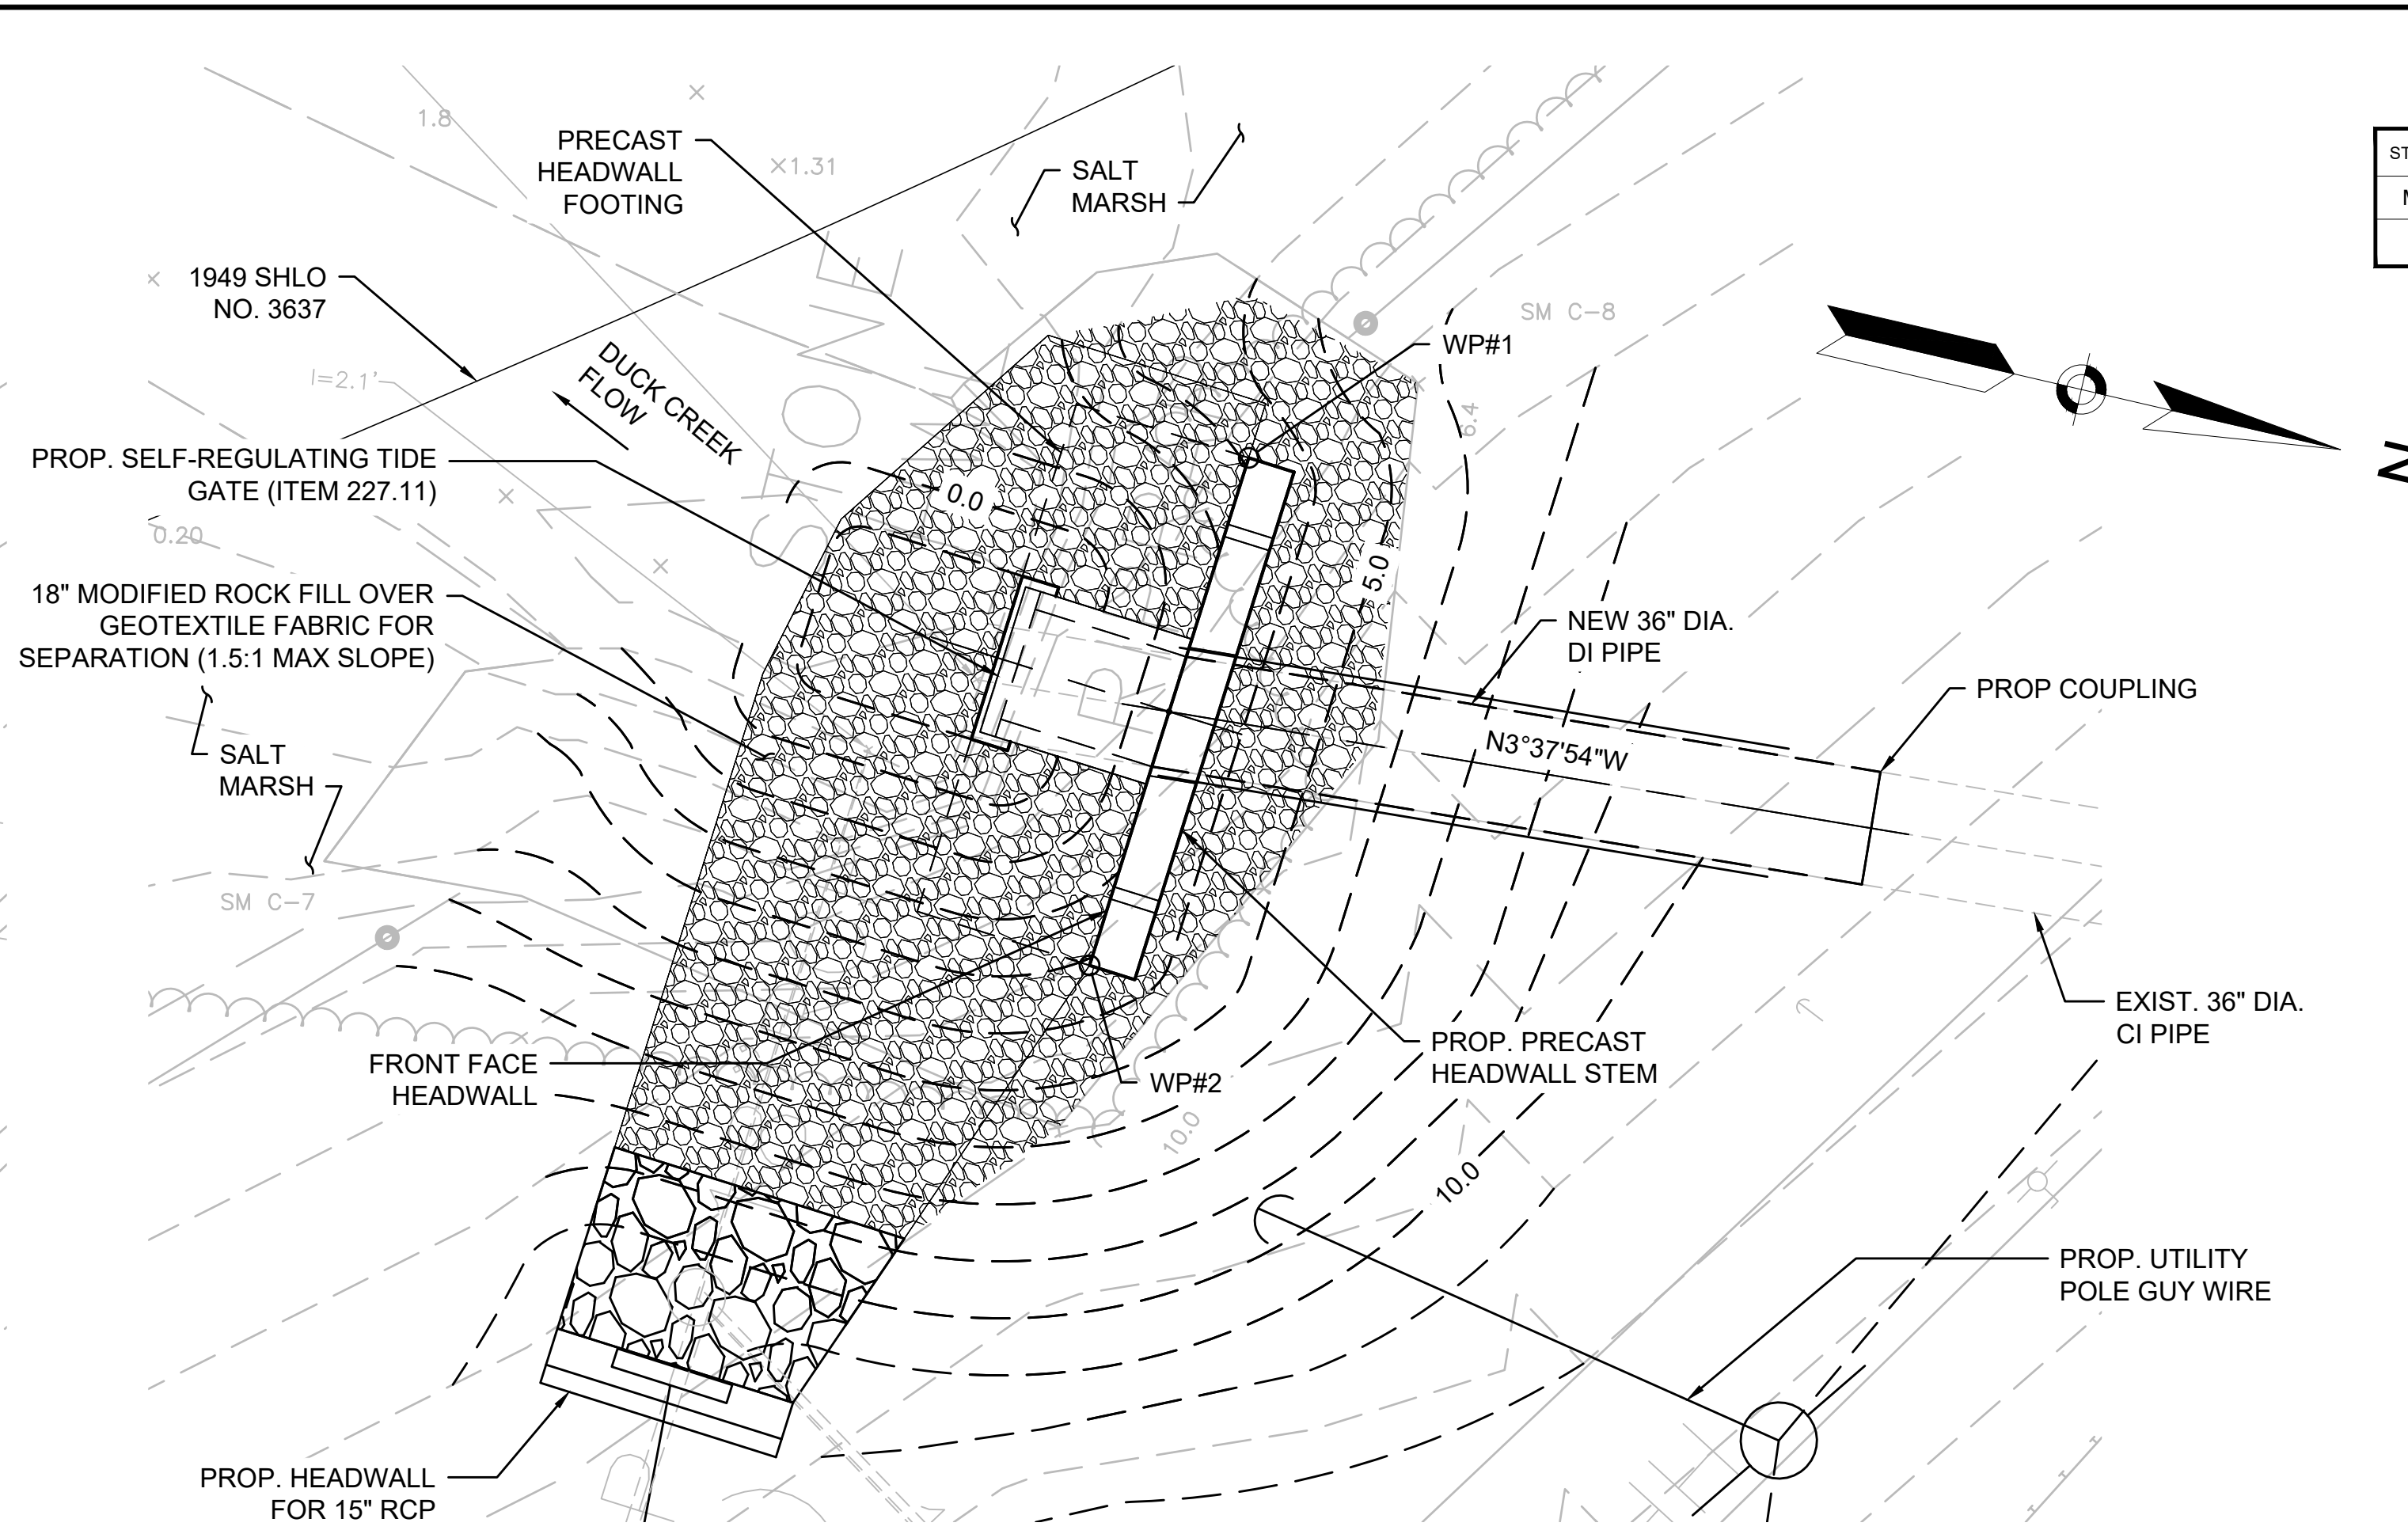 1.8
PRECAST
HEADWALL
FOOTING
×1.31
SALT
MARSH
1949 SHLO
NO. 3637
SM C-8
WP#1
I=2.1'
DUCK CREEK
FLOW
6.4
N
PROP. SELF-REGULATING TIDE
GATE (ITEM 227.11)
0.0
0.20
5.0
18" MODIFIED ROCK FILL OVER
GEOTEXTILE FABRIC FOR
SEPARATION (1.5:1 MAX SLOPE)
NEW 36" DIA.
DI PIPE
PROP COUPLING
N3°37'54"W
SALT
MARSH
SM C-7
EXIST. 36" DIA.
CI PIPE
FRONT FACE
HEADWALL
WP#2
PROP. PRECAST
HEADWALL STEM
10.0
10.0
PROP. UTILITY
POLE GUY WIRE
PROP. HEADWALL
FOR 15" RCP